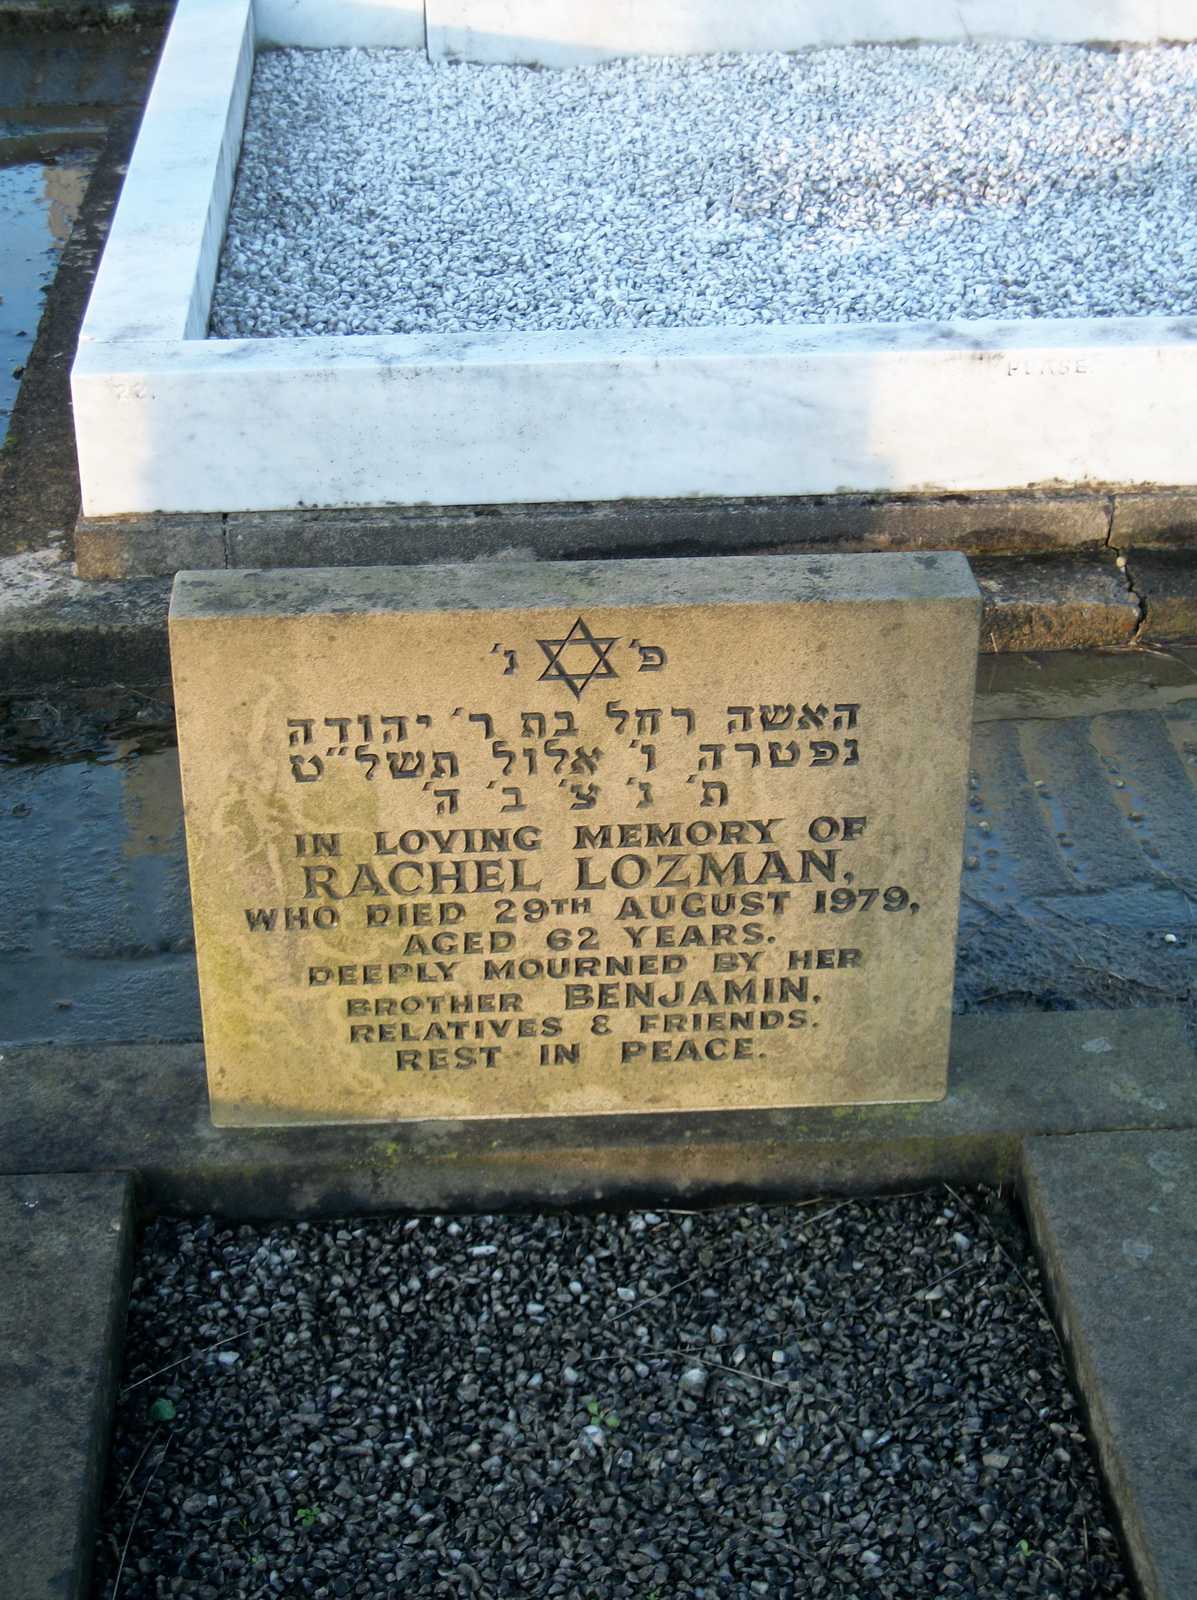 22.
פ׳ נ׳
האשה רחל בת ר׳ יהודה
נפטרה ו׳ אלול תשל״ט
ת׳ נ׳ צ׳ ב׳ ה׳
IN LOVING MEMORY OF
RACHEL LOZMAN,
WHO DIED 29TH AUGUST 1979,
AGED 62 YEARS.
DEEPLY MOURNED BY HER
BROTHER BENJAMIN.
RELATIVES & FRIENDS.
REST IN PEACE.